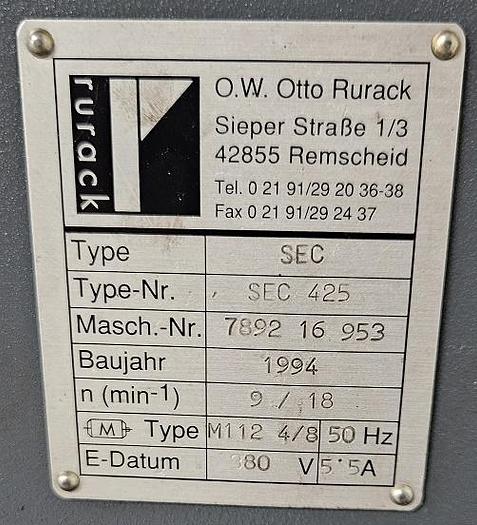 rurack
O.W. Otto Rurack
Sieper Straße 1/3
42855 Remscheid
Tel. 0 21 91/29 20 36-38
Fax 0 21 91/29 24 37
Type SEC
Type-Nr. SEC 425
Masch.-Nr. 7892 16 953
Baujahr 1994
n (min-1) 9 / 18
M Type M112 4/8 50 Hz
E-Datum 380 V 5'5A